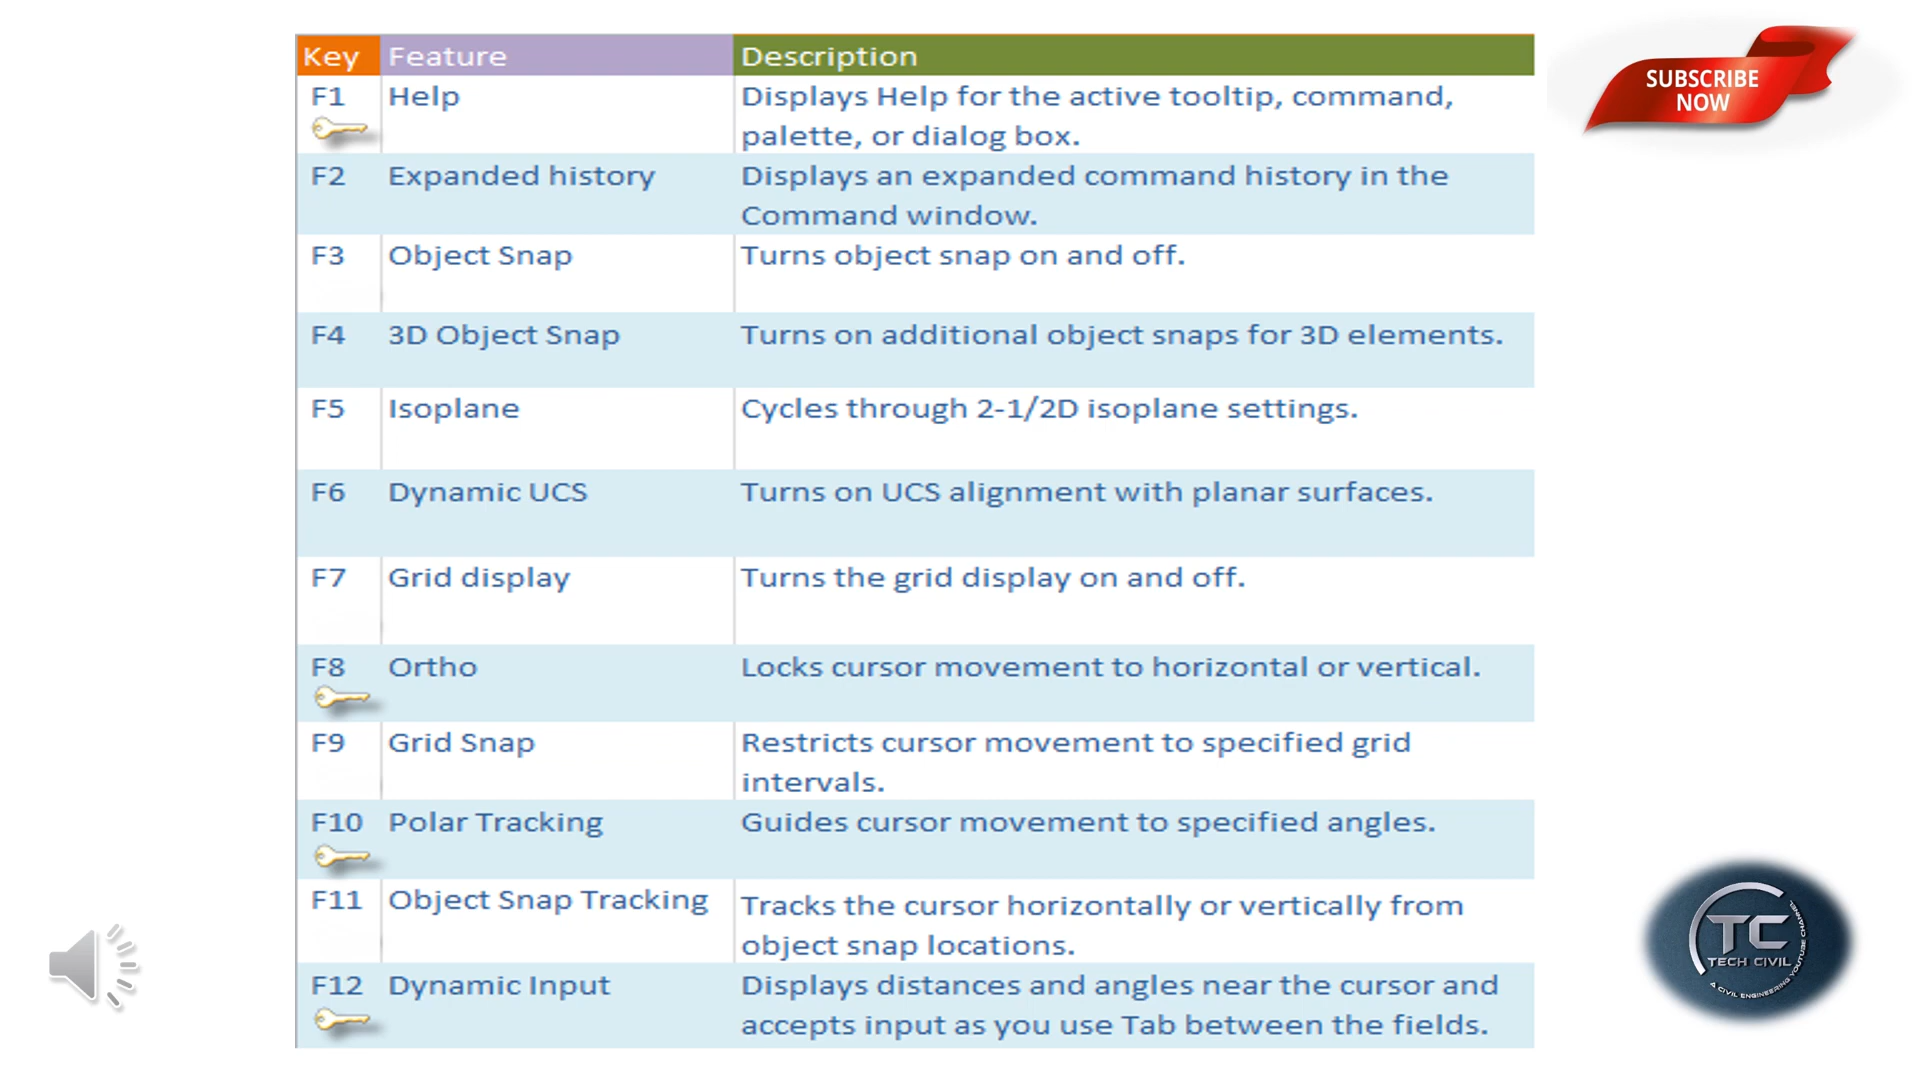 Key Feature Description
F1 Help Displays Help for the active tooltip, command,
palette, or dialog box.
F2 Expanded history Displays an expanded command history in the
Command window.
F3 Object Snap Turns object snap on and off.
F4 3D Object Snap Turns on additional object snaps for 3D elements.
F5 Isoplane Cycles through 2-1/2D isoplane settings.
F6 Dynamic UCS Turns on UCS alignment with planar surfaces.
F7 Grid display Turns the grid display on and off.
F8 Ortho Locks cursor movement to horizontal or vertical.
F9 Grid Snap Restricts cursor movement to specified grid
intervals.
F10 Polar Tracking Guides cursor movement to specified angles.
F11 Object Snap Tracking Tracks the cursor horizontally or vertically from
object snap locations.
F12 Dynamic Input Displays distances and angles near the cursor and
accepts input as you use Tab between the fields.
SUBSCRIBE
NOW
TC
TECH CIVIL
A CIVIL ENGINEERING YOUTUBE CHANNEL